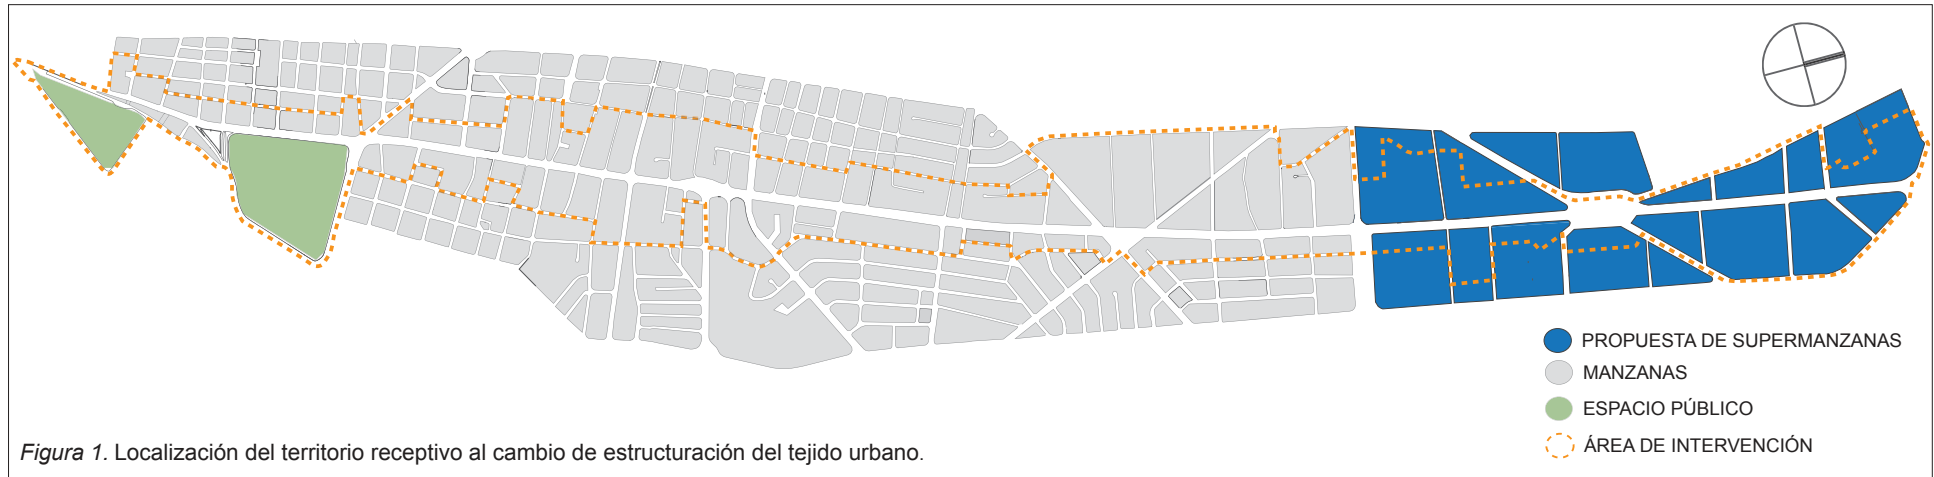 PROPUESTA DE SUPERMANZANAS
MANZANAS
ESPACIO PÚBLICO
ÁREA DE INTERVENCIÓN
Figura 1. Localización del territorio receptivo al cambio de estructuración del tejido urbano.